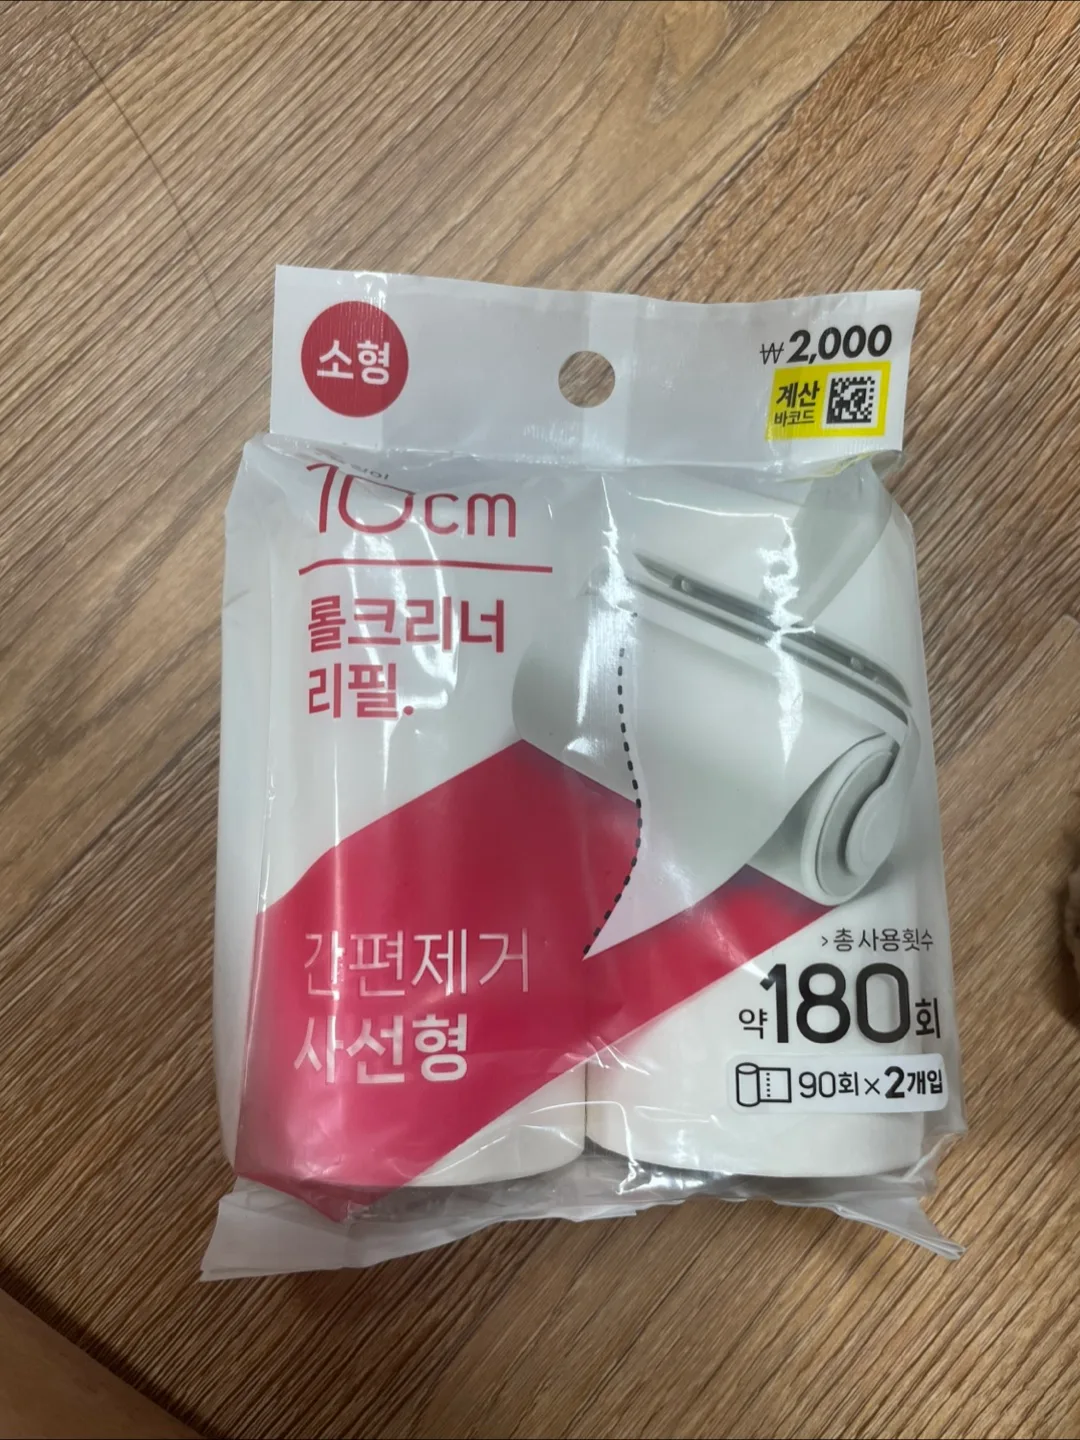 소형
₩2,000
계산
바코드
10cm
롤크리너
리필.
간편제거
사선형
>총 사용횟수
약180회
90회×2개입